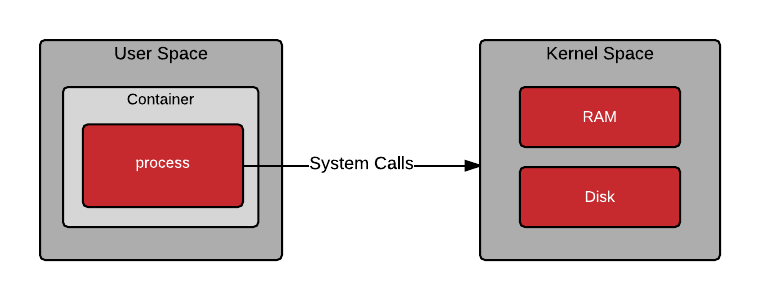 User Space
Container
process
System Calls
Kernel Space
RAM
Disk